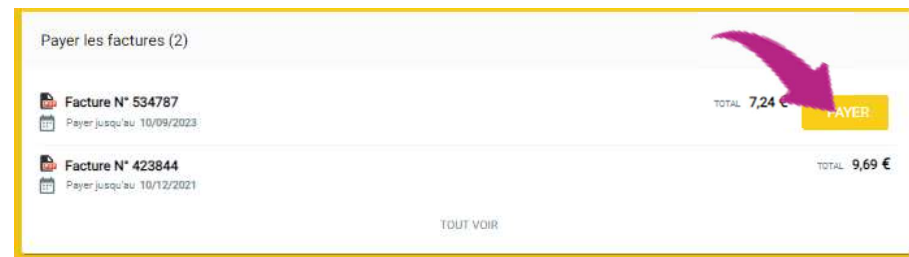 Payer les factures (2)
Facture N° 534787
Payer jusqu'au 10/09/2023
TOTAL 7,24 €
PAYER
Facture N° 423844
Payer jusqu'au 10/12/2021
TOTAL 9,69 €
TOUT VOIR